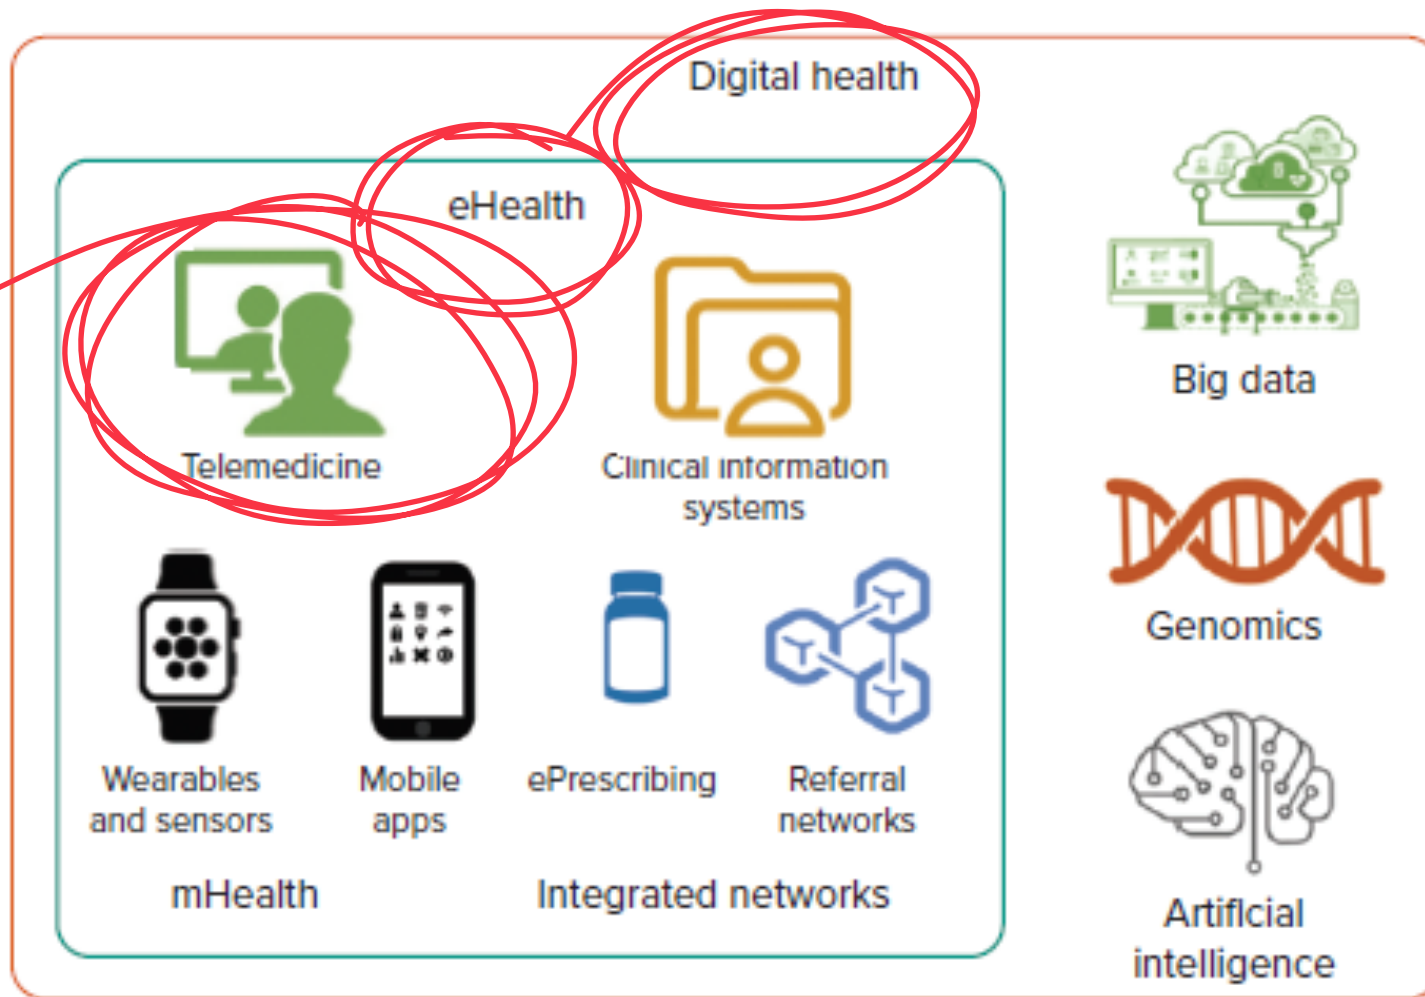 Digital health
eHealth
Telemedicine
Clinical information
systems
Wearables
and sensors
Mobile
apps
ePrescribing
Referral
networks
mHealth
Integrated networks
Big data
Genomics
Artificial
intelligence